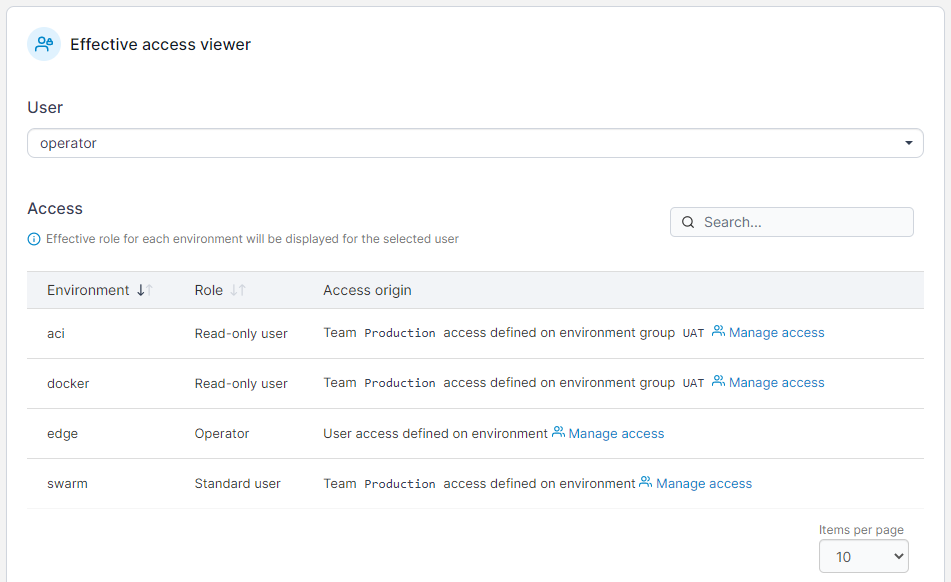 Effective access viewer
User
operator
Access
Search...
Effective role for each environment will be displayed for the selected user
Environment Role Access origin
aci Read-only user Team Production access defined on environment group UAT Manage access
docker Read-only user Team Production access defined on environment group UAT Manage access
edge Operator User access defined on environment Manage access
swarm Standard user Team Production access defined on environment Manage access
Items per page
10